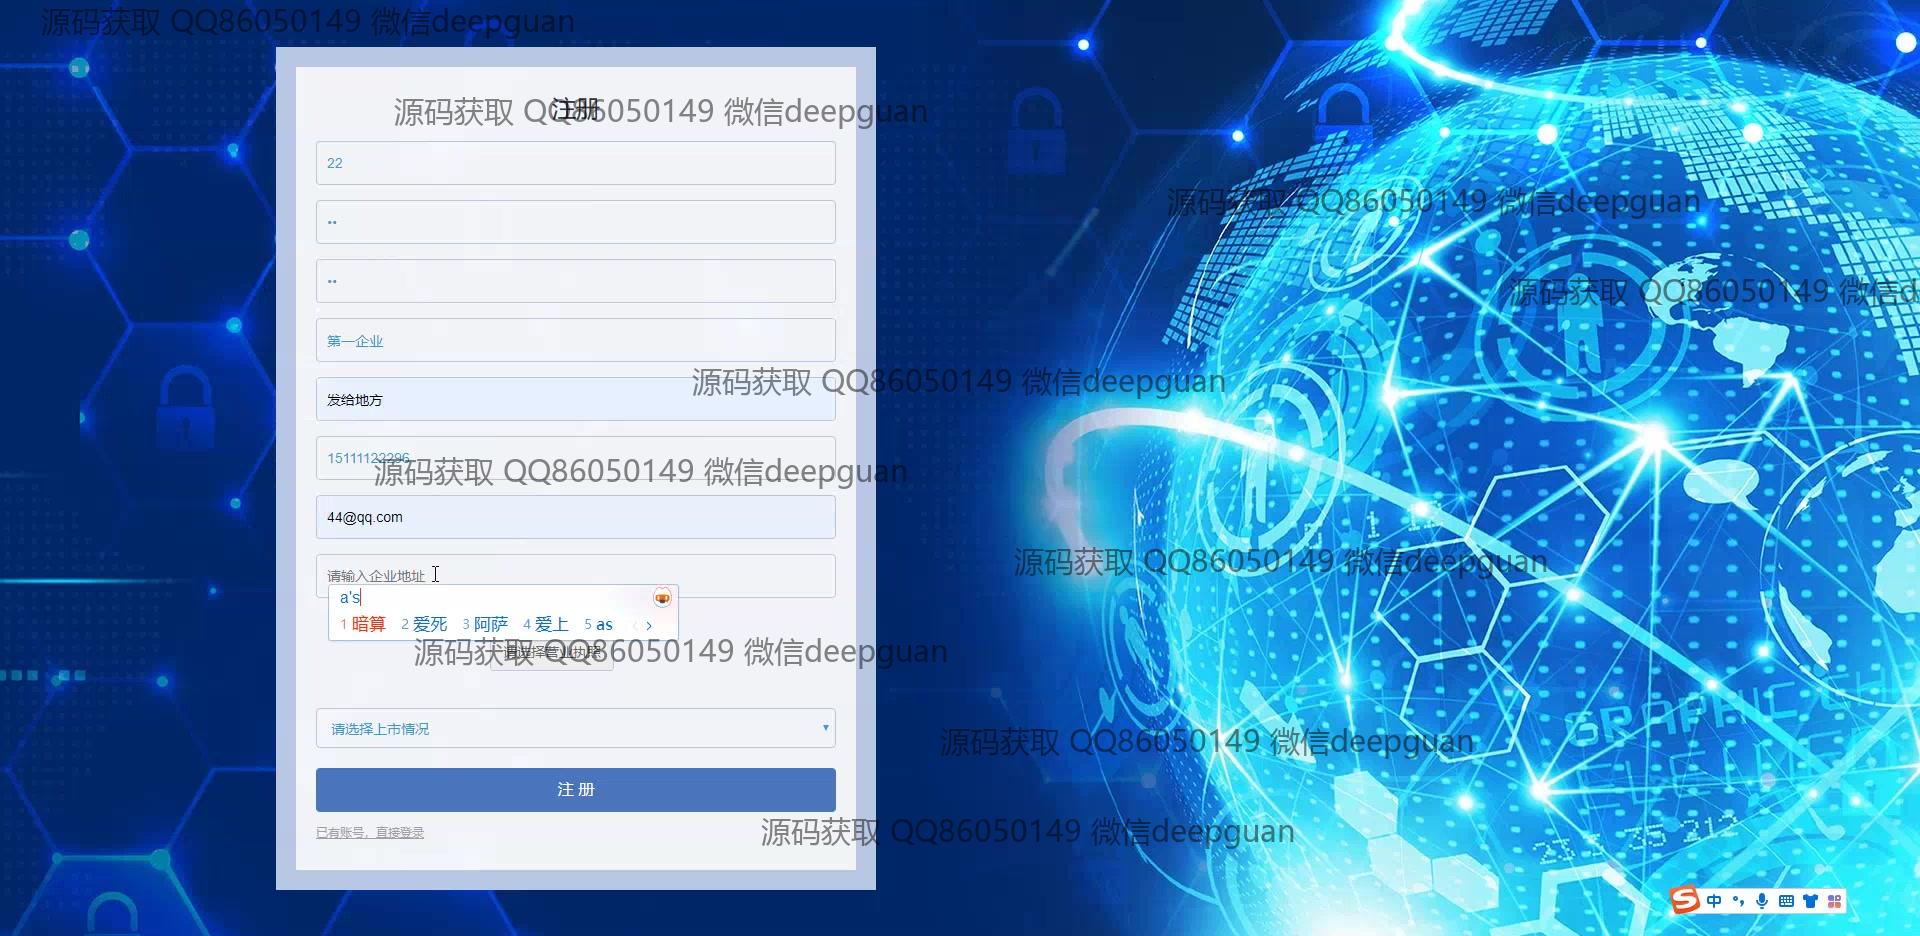 源码获取 QQ86050149 微信deepguan
注册
源码获取 QQ86050149 微信deepguan
22
源码获取 QQ86050149 微信deepguan
源码获取 QQ86050149 微信d
第一企业
源码获取 QQ86050149 微信deepguan
发给地方
15111122296
源码获取 QQ86050149 微信deepguan
44@qq.com
源码获取 QQ86050149 微信deepguan
请输入企业地址
a's
1 暗算 2 爱死 3 阿萨 4 爱上 5 as
请选择营业执照
源码获取 QQ86050149 微信deepguan
请选择上市情况
源码获取 QQ86050149 微信deepguan
注 册
已有账号，直接登录
源码获取 QQ86050149 微信deepguan
中